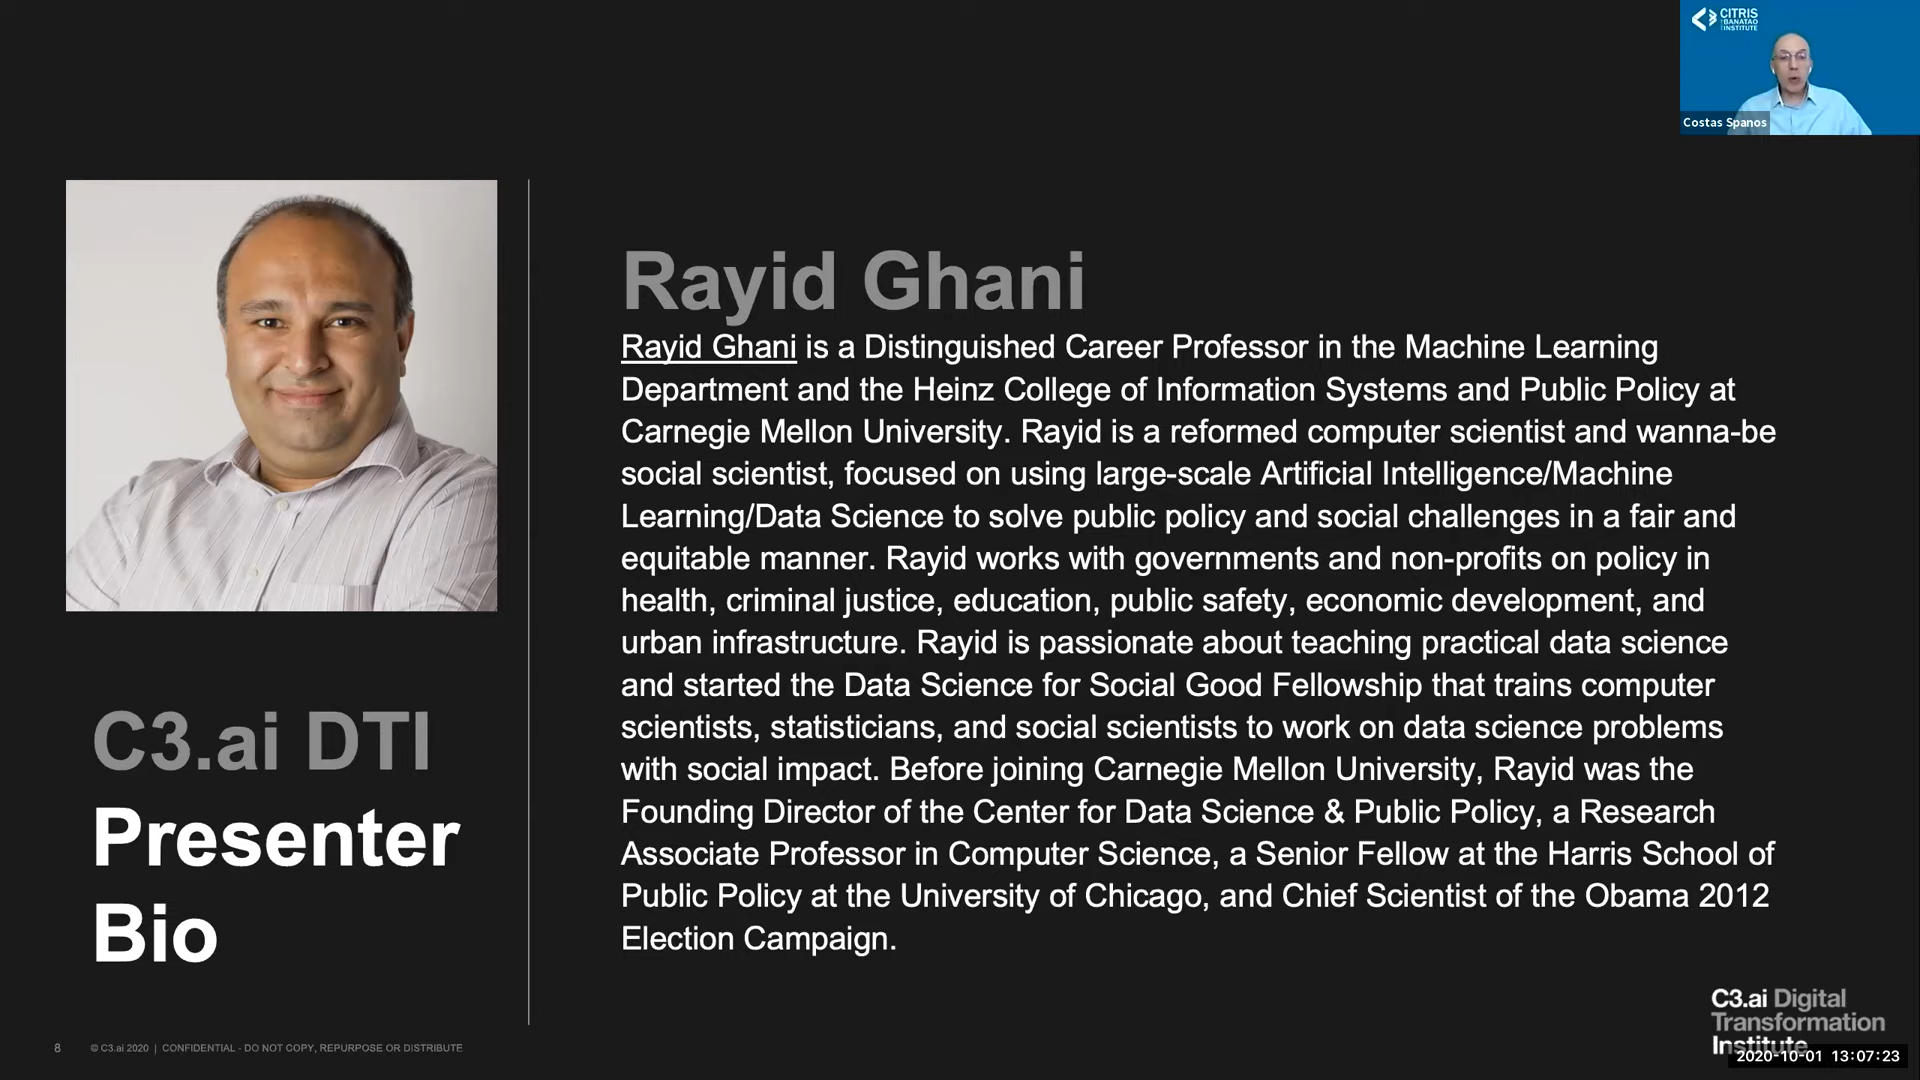 CITRIS
BANATAO
INSTITUTE
Costas Spanos
Rayid Ghani
Rayid Ghani is a Distinguished Career Professor in the Machine Learning
Department and the Heinz College of Information Systems and Public Policy at
Carnegie Mellon University. Rayid is a reformed computer scientist and wanna-be
social scientist, focused on using large-scale Artificial Intelligence/Machine
Learning/Data Science to solve public policy and social challenges in a fair and
equitable manner. Rayid works with governments and non-profits on policy in
health, criminal justice, education, public safety, economic development, and
urban infrastructure. Rayid is passionate about teaching practical data science
and started the Data Science for Social Good Fellowship that trains computer
scientists, statisticians, and social scientists to work on data science problems
with social impact. Before joining Carnegie Mellon University, Rayid was the
Founding Director of the Center for Data Science & Public Policy, a Research
Associate Professor in Computer Science, a Senior Fellow at the Harris School of
Public Policy at the University of Chicago, and Chief Scientist of the Obama 2012
Election Campaign.
C3.ai DTI
Presenter
Bio
C3.ai Digital
Transformation
Institute
2020-10-01 13:07:23
8 © C3.ai 2020 | CONFIDENTIAL - DO NOT COPY, REPURPOSE OR DISTRIBUTE